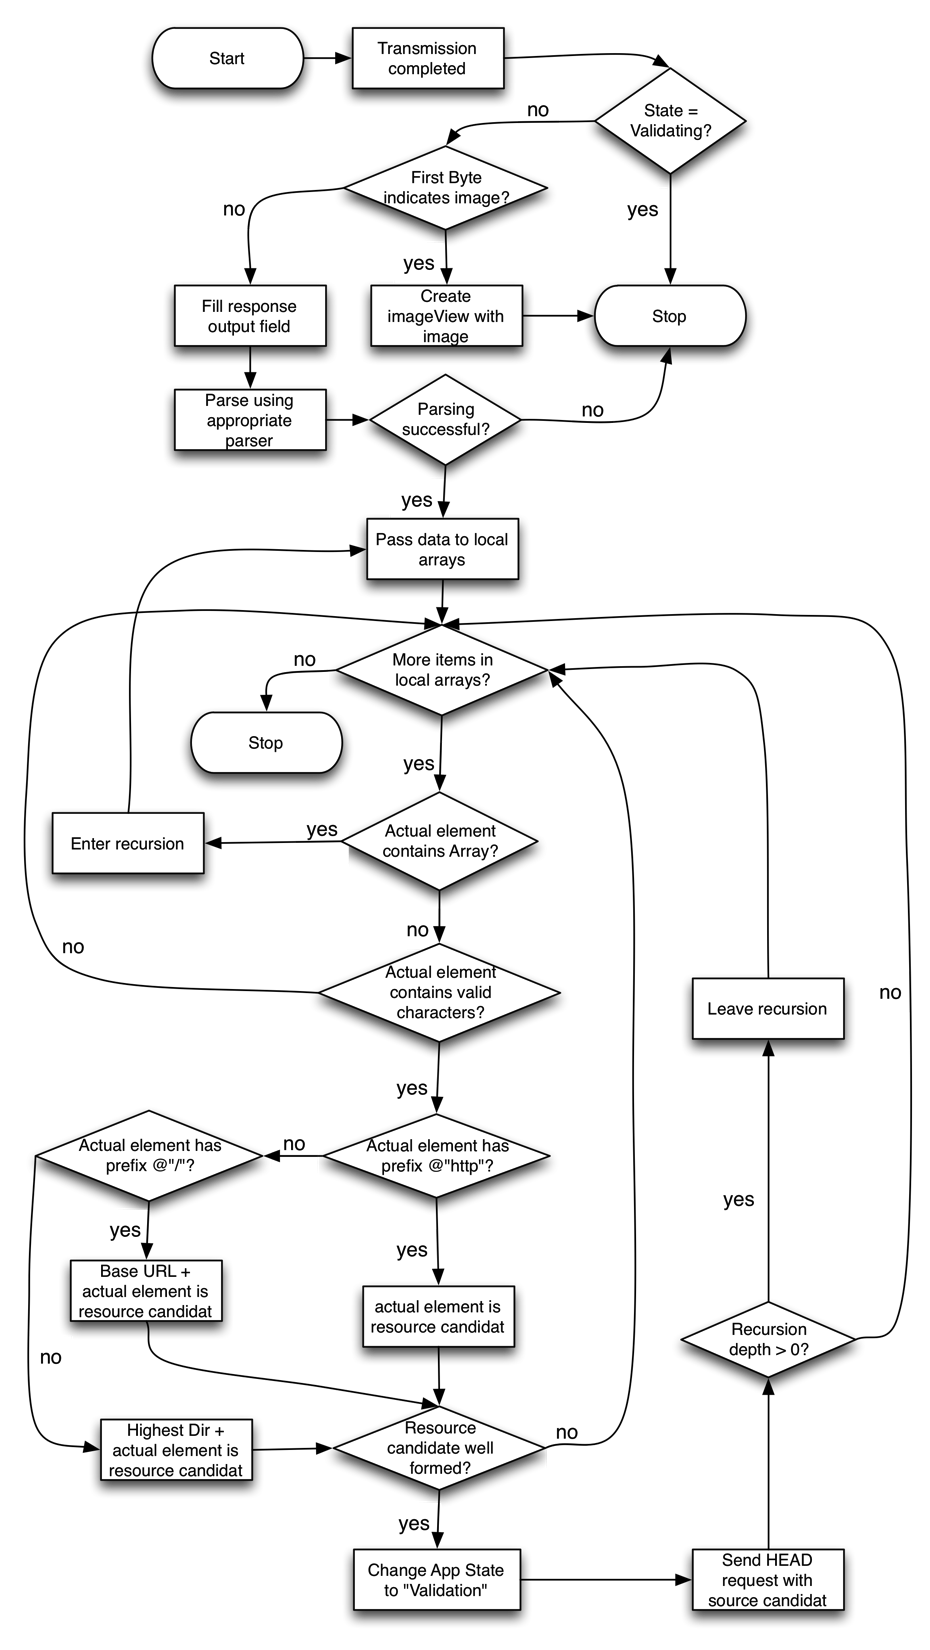 Start
Transmission
completed
State =
Validating?
no
First Byte
indicates image?
no
yes
yes
Fill response
output field
Create
imageView with
image
Stop
Parse using
appropriate
parser
Parsing
successful?
no
yes
Pass data to local
arrays
More items in
local arrays?
no
Stop
yes
Actual element
contains Array?
yes
Enter recursion
no
Actual element
contains valid
characters?
no
Leave recursion
no
yes
Actual element has
prefix @"http"?
no
Actual element has
prefix @"/"?
yes
yes
yes
Base URL +
actual element is
resource candidat
actual element is
resource candidat
Recursion
depth > 0?
no
Highest Dir +
actual element is
resource candidat
Resource
candidate well
formed?
no
yes
Change App State
to "Validation"
Send HEAD
request with
source candidat